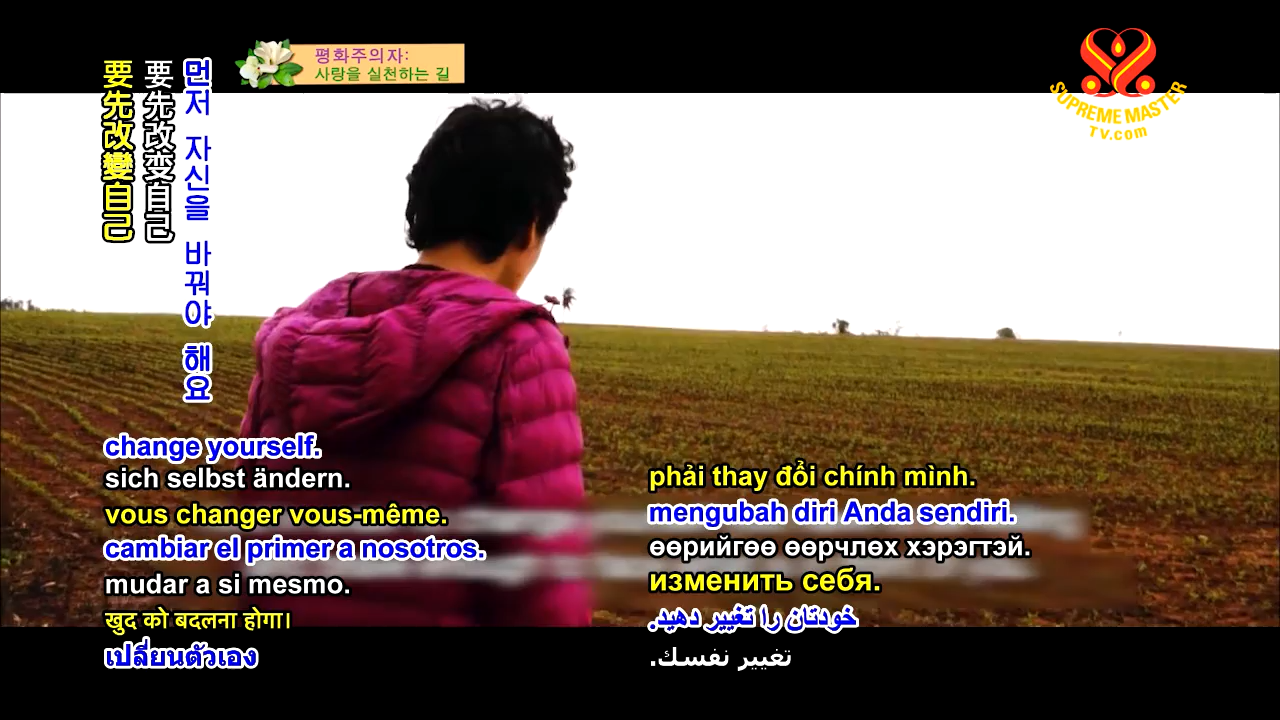 평화주의자:
사랑을 실천하는 길
SUPREME MASTER
TV.com
要先改變自己
要先改变自己
먼저 자신을 바꿔야 해요
change yourself.
sich selbst ändern.
vous changer vous-même.
cambiar el primer a nosotros.
mudar a si mesmo.
खुद को बदलना होगा।
เปลี่ยนตัวเอง
phải thay đổi chính mình.
mengubah diri Anda sendiri.
өөрийгөө өөрчлөх хэрэгтэй.
изменить себя.
خودتان را تغییر دهید.
تغيير نفسك.